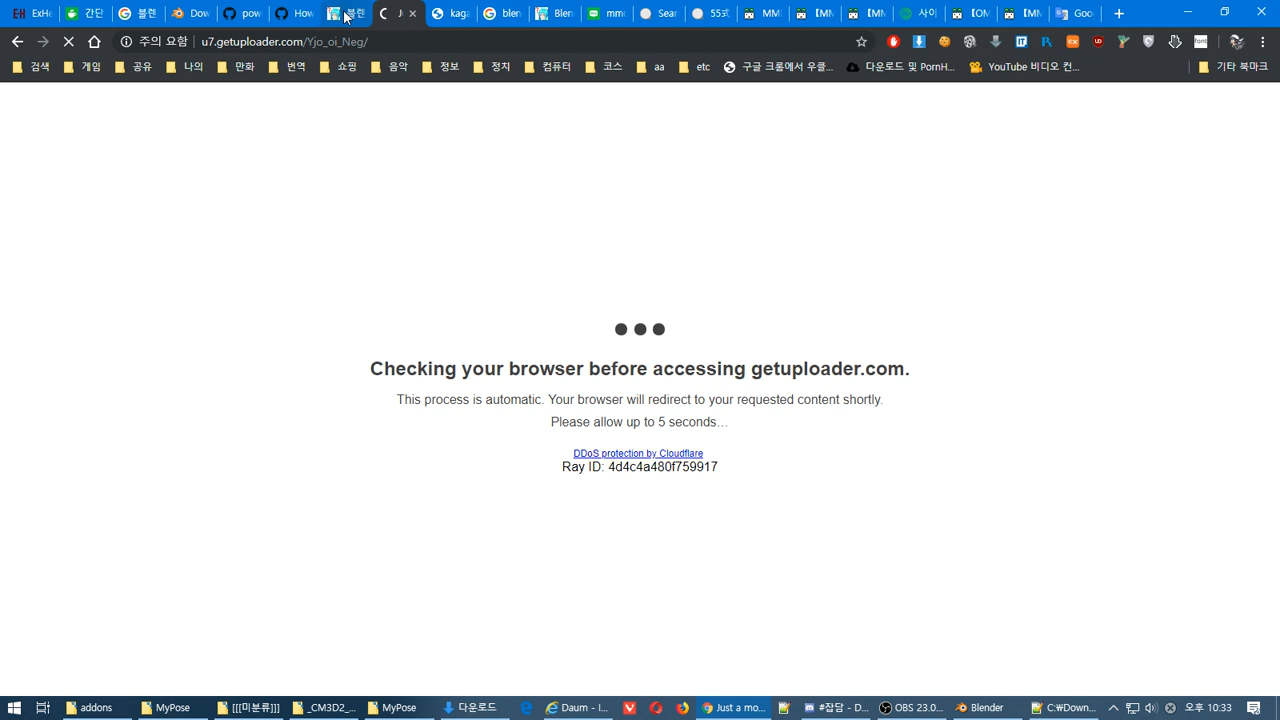 ExHe 간단 블렌 Dow pow How 블렌 Ju kaga blen Blen mmd Sear 55式 MM 【MM 【MM 사이 【OM 【MM Goo
주의 요함 u7.getuploader.com/Yjo_oi_Neg/
검색 게임 공유 나의 만화 번역 쇼핑 음악 정보 정치 컴퓨터 코스 aa etc 구글 크롬에서 우클... 다운로드 및 PornH... YouTube 비디오 컨... 기타 북마크
Checking your browser before accessing getuploader.com.
This process is automatic. Your browser will redirect to your requested content shortly.
Please allow up to 5 seconds…
DDoS protection by Cloudflare
Ray ID: 4d4c4a480f759917
addons MyPose [[[미분류]]] _CM3D2_... MyPose 다운로드 Daum - I... Just a mo... #잡담 - D... OBS 23.0... Blender C:₩Down... 오후 10:33